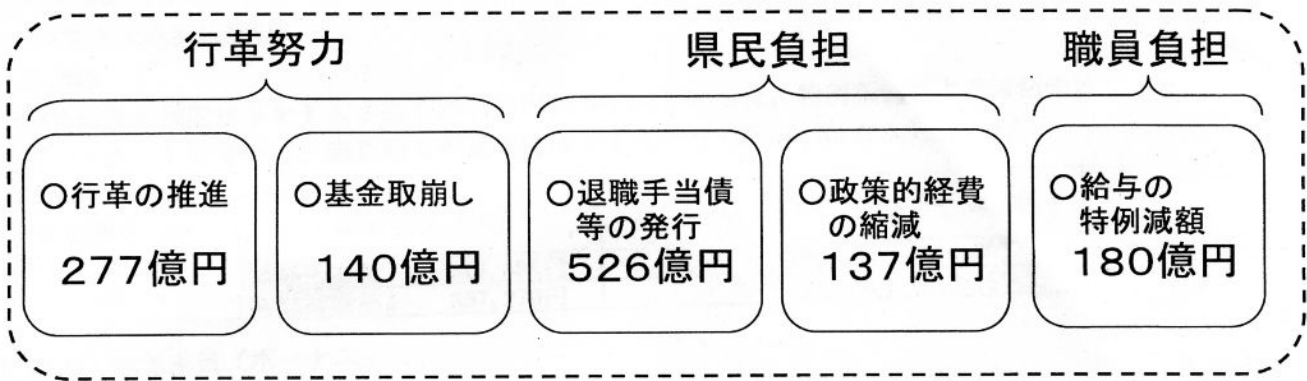 行革努力
県民負担
職員負担
○行革の推進
277億円
○基金取崩し
140億円
○退職手当債
等の発行
526億円
○政策的経費
の縮減
137億円
○給与の
特例減額
180億円